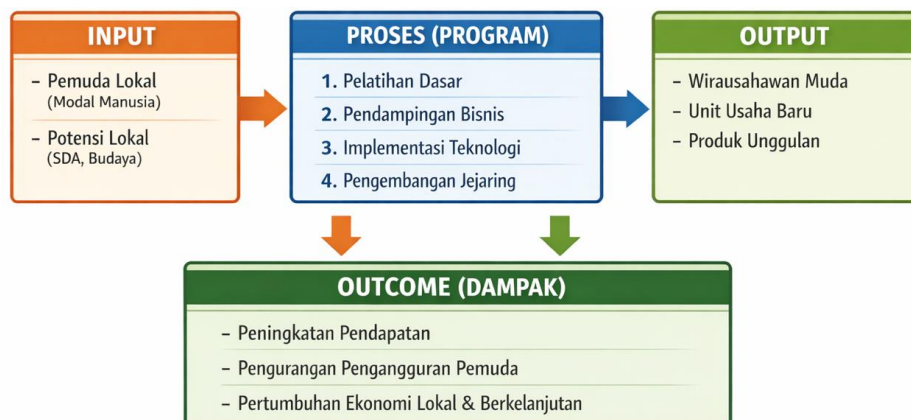 INPUT
– Pemuda Lokal
(Modal Manusia)
– Potensi Lokal
(SDA, Budaya)
PROSES (PROGRAM)
1. Pelatihan Dasar
2. Pendampingan Bisnis
3. Implementasi Teknologi
4. Pengembangan Jejaring
OUTPUT
– Wirausahawan Muda
– Unit Usaha Baru
– Produk Unggulan
OUTCOME (DAMPAK)
– Peningkatan Pendapatan
– Pengurangan Pengangguran Pemuda
– Pertumbuhan Ekonomi Lokal & Berkelanjutan